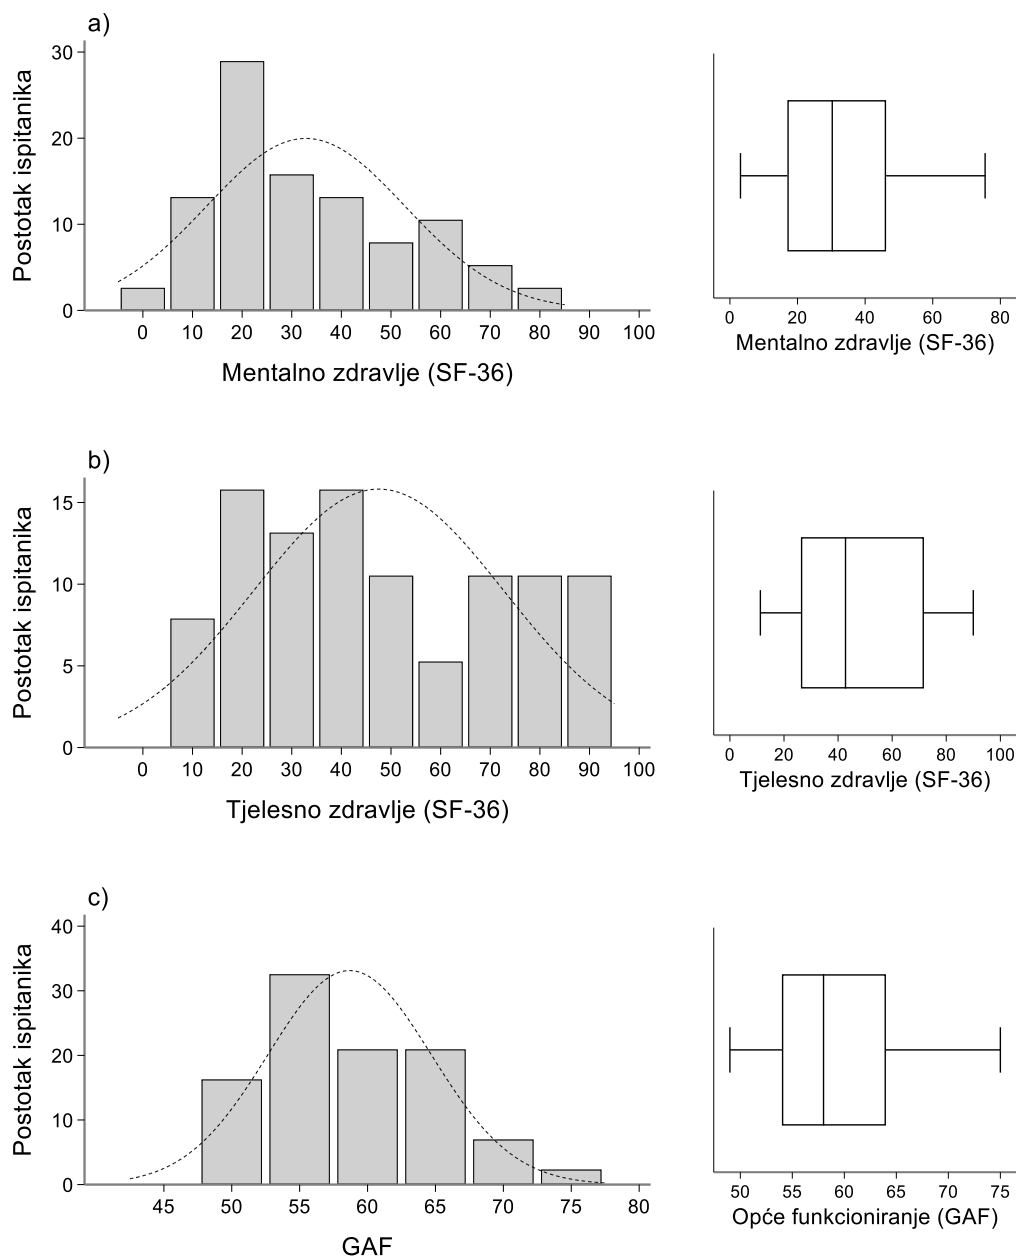 a)
Postotak ispitanika
30
20
10
0
0 10 20 30 40 50 60 70 80 90 100
Mentalno zdravlje (SF-36)
0 20 40 60 80
Mentalno zdravlje (SF-36)
b)
Postotak ispitanika
15
10
5
0
0 10 20 30 40 50 60 70 80 90 100
Tjelesno zdravlje (SF-36)
0 20 40 60 80 100
Tjelesno zdravlje (SF-36)
c)
Postotak ispitanika
40
30
20
10
0
45 50 55 60 65 70 75 80
GAF
50 55 60 65 70 75
Opće funkcioniranje (GAF)